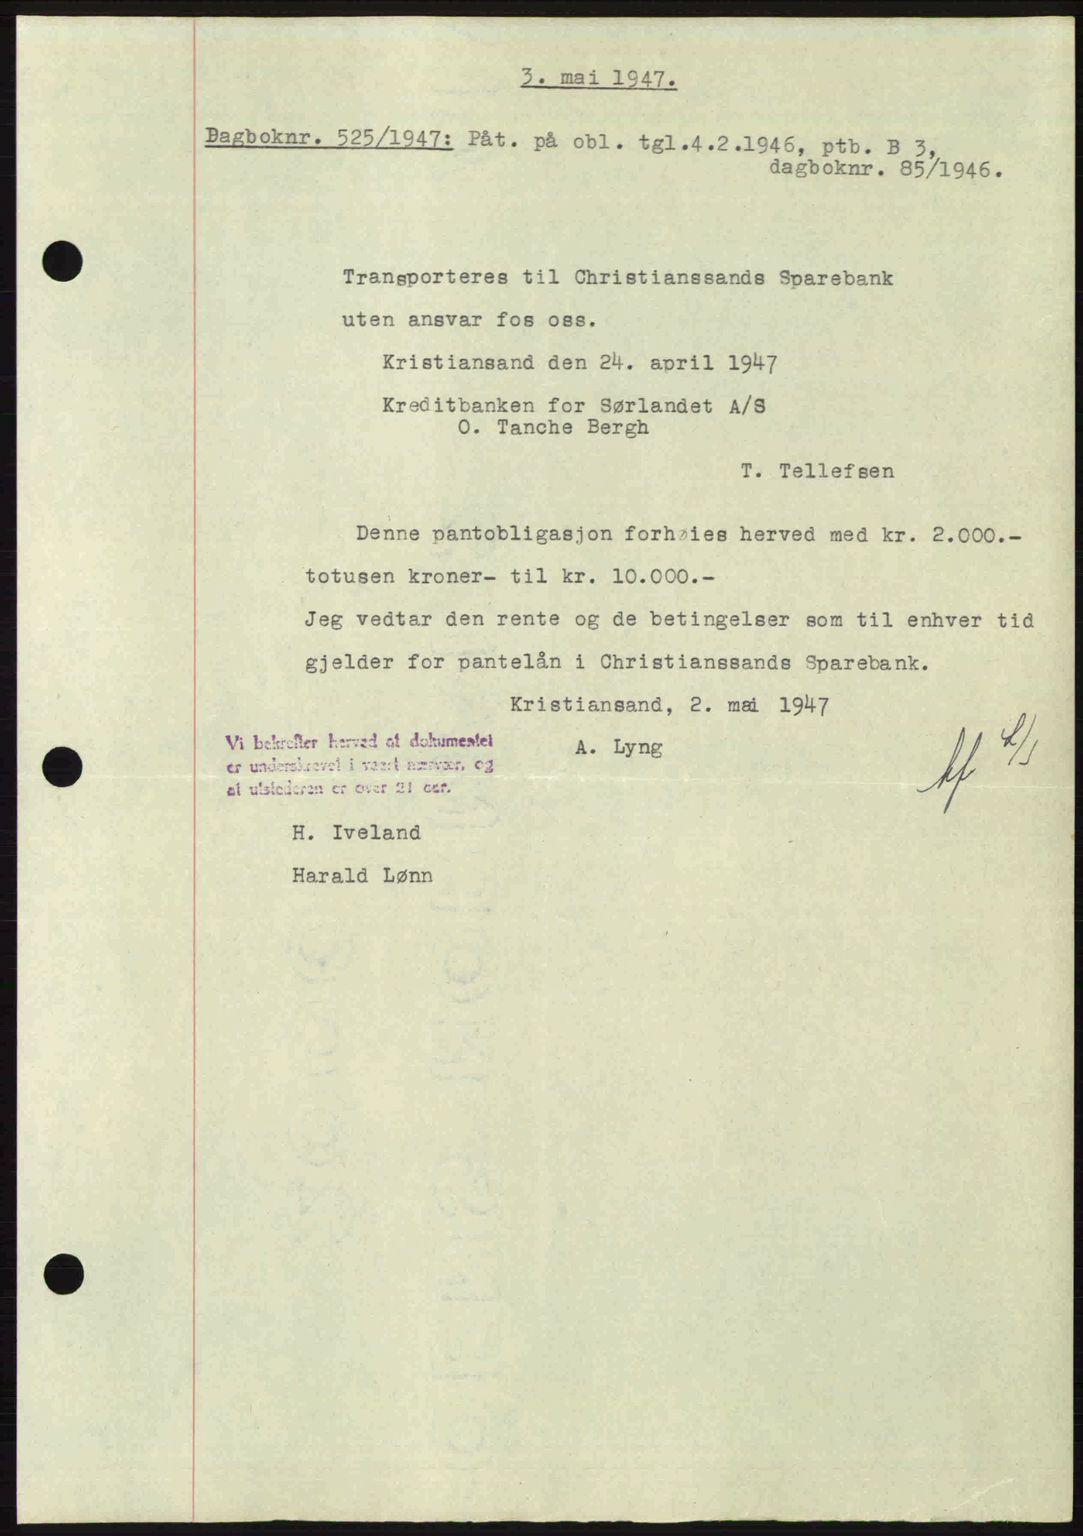 3. mai 1947.
Dagboknr. 525/1947: Påt. på obl. tgl.4.2.1946, ptb. B 3,
dagboknr. 85/1946.
Transporteres til Christianssands Sparebank
uten ansvar fos oss.
Kristiansand den 24. april 1947
Kreditbanken for Sørlandet A/S
O. Tanche Bergh
T. Tellefsen
Denne pantobligasjon forhøies herved med kr. 2.000.-
totusen kroner- til kr. 10.000.-
Jeg vedtar den rente og de betingelser som til enhver tid
gjelder for pantelån i Christianssands Sparebank.
Kristiansand, 2. mai 1947
A. Lyng
Vi bekrefter herved at dokumentet
er underskrevet i vaart nærvær, og
at utstederen er over 21 aar.
H. Iveland
Harald Lønn